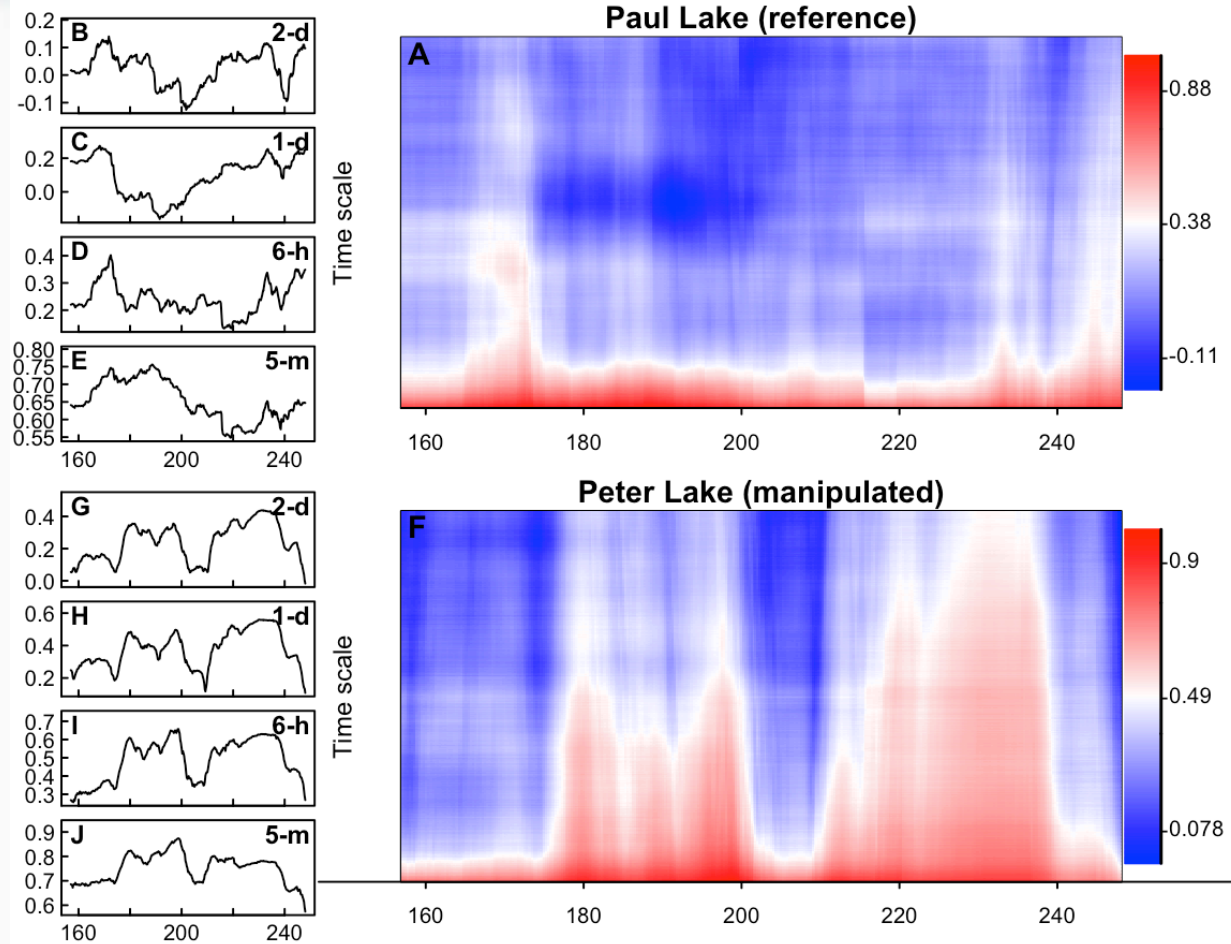 Paul Lake (reference)
B 2-d
0.2
0.1
0.0
-0.1
C 1-d
0.2
0.0
D 6-h
0.4
0.3
0.2
E 5-m
0.80
0.75
0.70
0.65
0.60
0.55
160 200 240
A
Time scale
160 180 200 220 240
0.88
0.38
-0.11
Peter Lake (manipulated)
G 2-d
0.4
0.2
0.0
H 1-d
0.6
0.4
0.2
I 6-h
0.7
0.6
0.5
0.4
0.3
J 5-m
0.9
0.8
0.7
0.6
160 200 240
F
Time scale
160 180 200 220 240
0.9
0.49
0.078